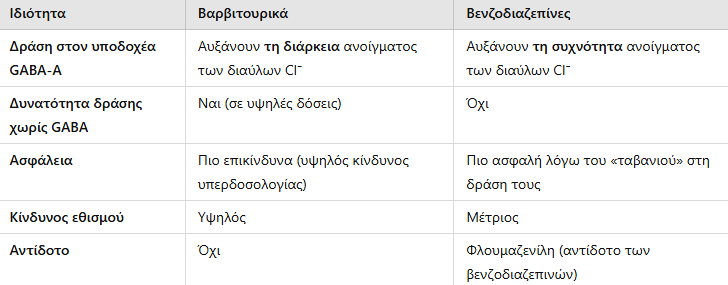 Ιδιότητα Βαρβιτουρικά Βενζοδιαζεπίνες
Δράση στον υποδοχέα Αυξάνουν τη διάρκεια ανοίγματος Αυξάνουν τη συχνότητα ανοίγματος
GABA-A των διαύλων Cl⁻ των διαύλων Cl⁻
Δυνατότητα δράσης Ναι (σε υψηλές δόσεις) Όχι
χωρίς GABA
Ασφάλεια Πιο επικίνδυνα (υψηλός κίνδυνος Πιο ασφαλή λόγω του «ταβανιού» στη
υπερδοσολογίας) δράση τους
Κίνδυνος εθισμού Υψηλός Μέτριος
Αντίδοτο Όχι Φλουμαζενίλη (αντίδοτο των
βενζοδιαζεπινών)